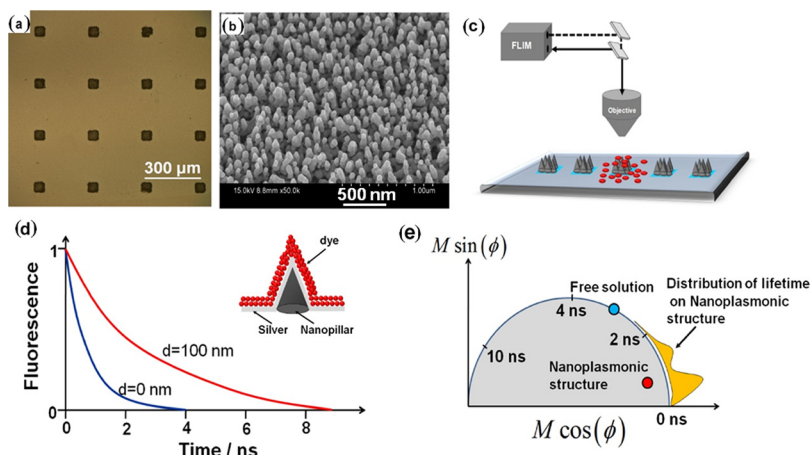 (a)
300 µm
(b)
15.0kV 8.8mm x50.0k
500 nm
1.00um
(c)
FLIM
Objective
(d)
1
Fluorescence
0
d=100 nm
d=0 nm
dye
Silver
Nanopillar
0 2 4 6 8
Time / ns
(e)
M sin(ϕ)
Free solution
4 ns
2 ns
10 ns
Nanoplasmonic
structure
0 ns
Distribution of lifetime
on Nanoplasmonic
structure
M cos(ϕ)